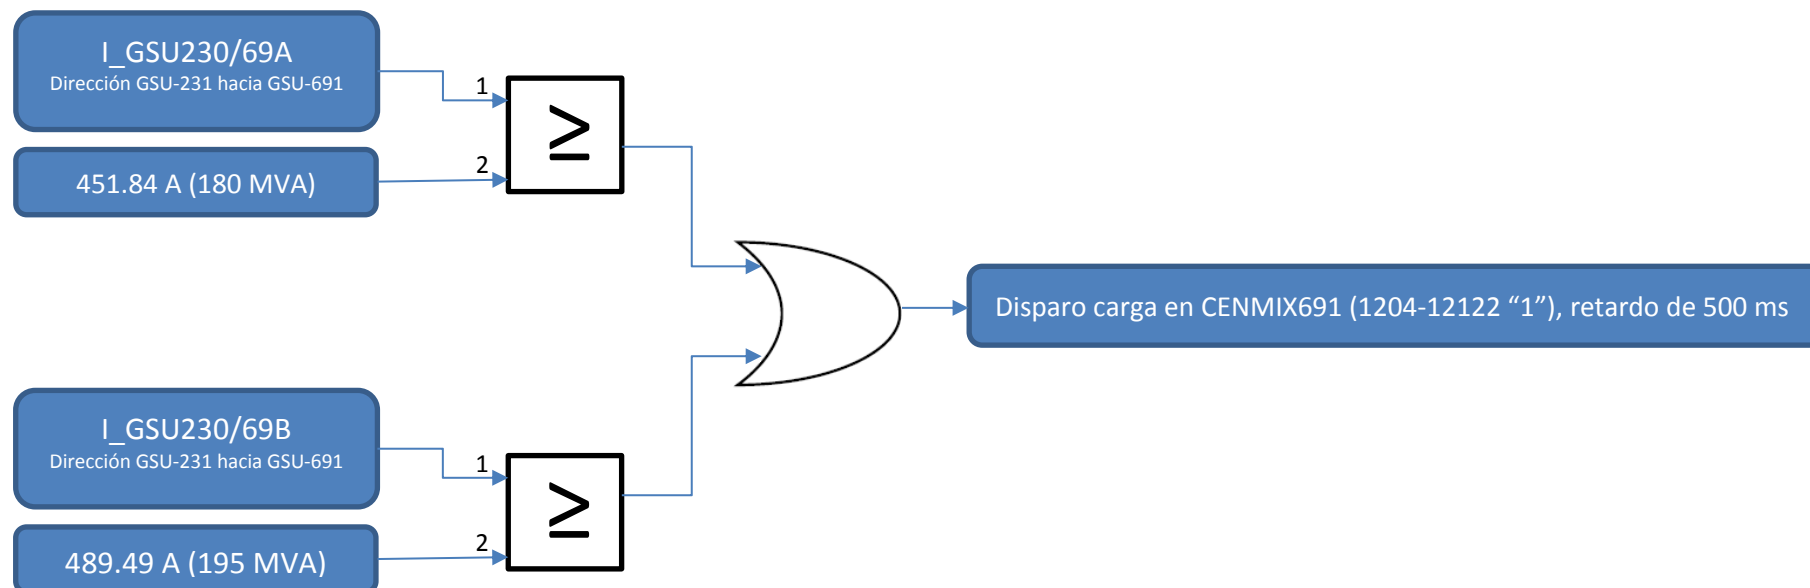 I_GSU230/69A
Dirección GSU-231 hacia GSU-691
1
≥
2
451.84 A (180 MVA)
Disparo carga en CENMIX691 (1204-12122 “1”), retardo de 500 ms
I_GSU230/69B
Dirección GSU-231 hacia GSU-691
1
≥
2
489.49 A (195 MVA)